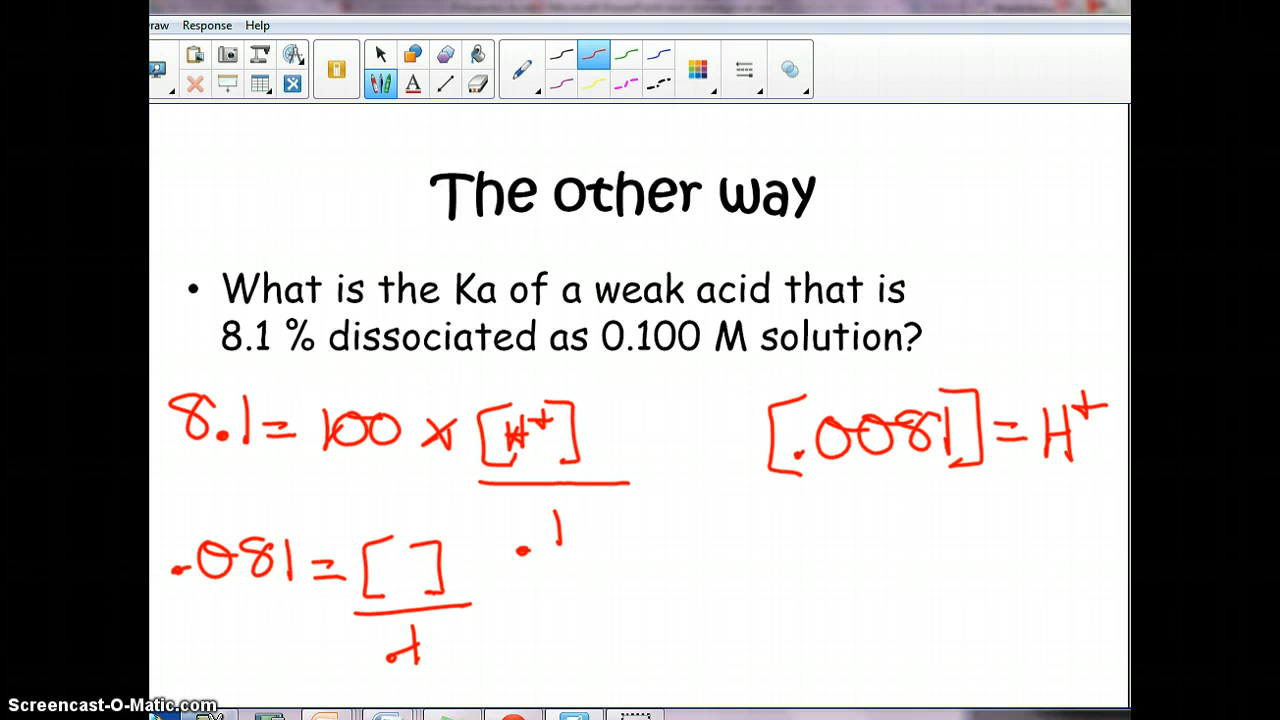 raw Response Help
The other way
• What is the Ka of a weak acid that is
8.1 % dissociated as 0.100 M solution?
8.1 = 100 x [H+]
.1
[.0081] = H+
.081 = [ ]
.1
Screencast-O-Matic.com